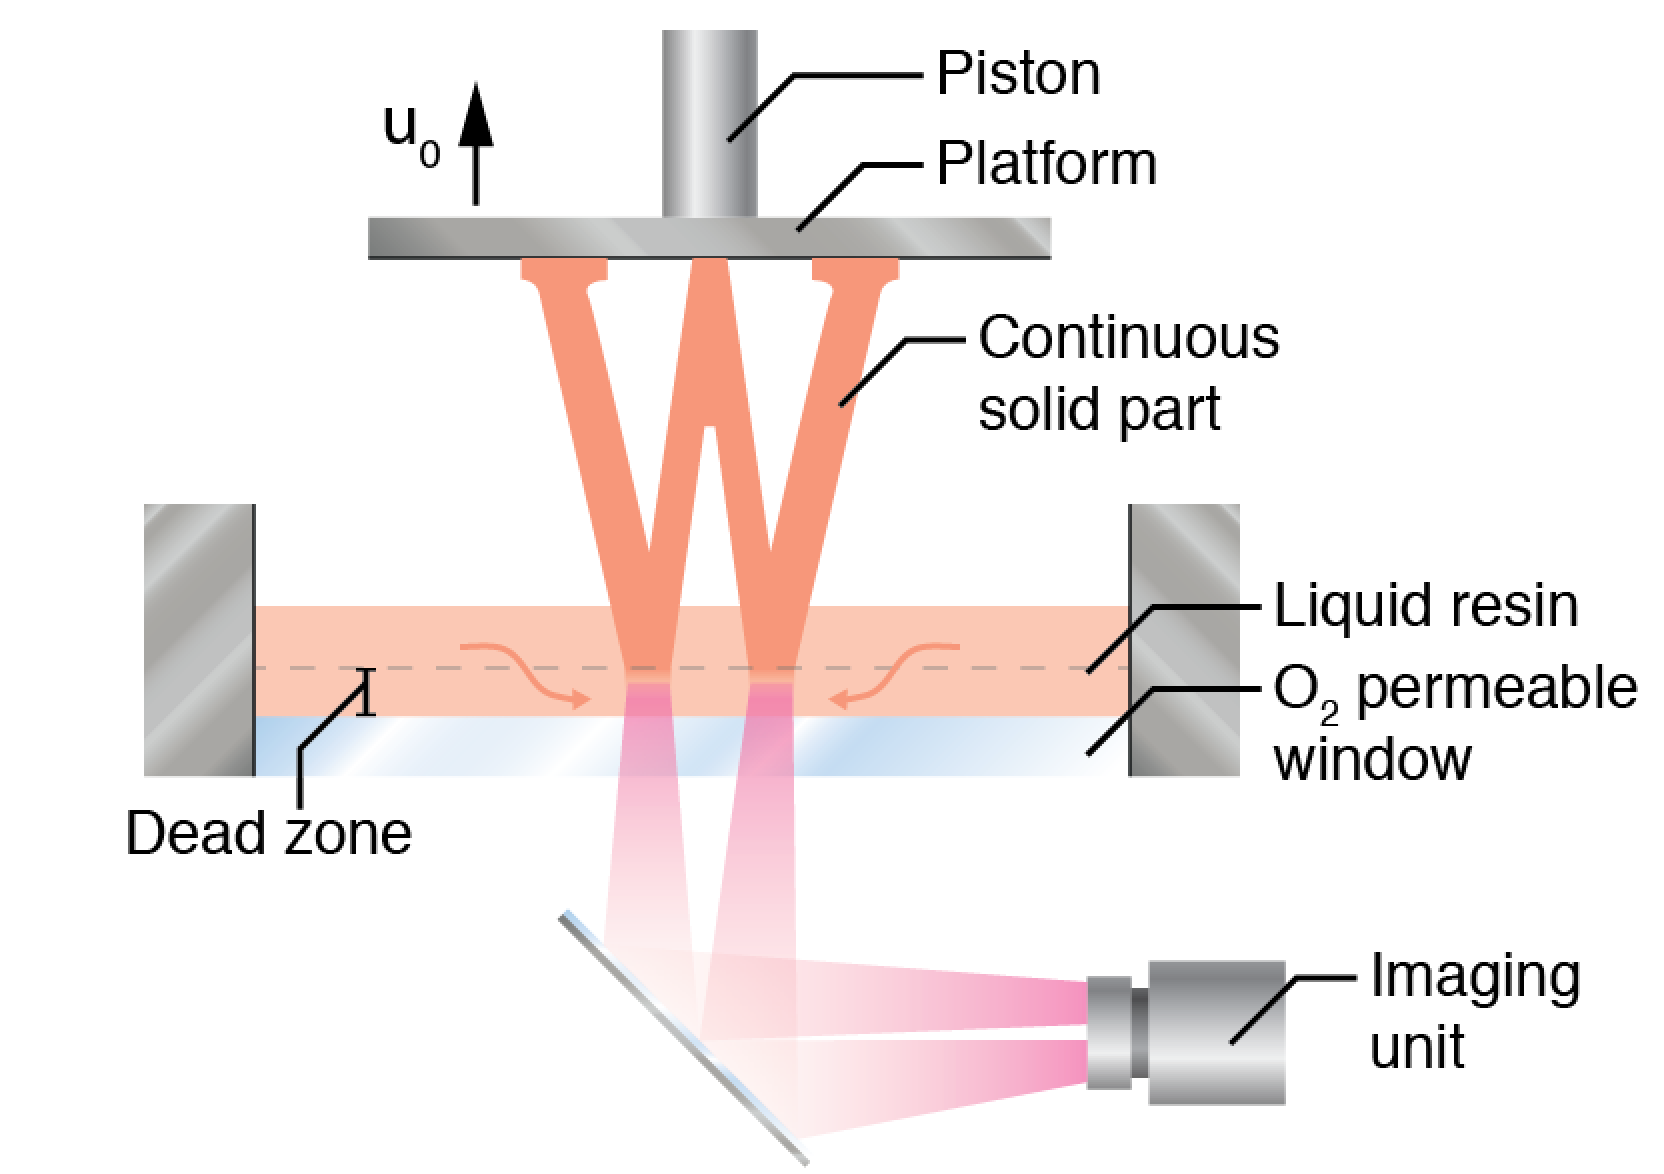 Piston
u₀
Platform
Continuous
solid part
Liquid resin
O₂ permeable
window
Dead zone
Imaging
unit